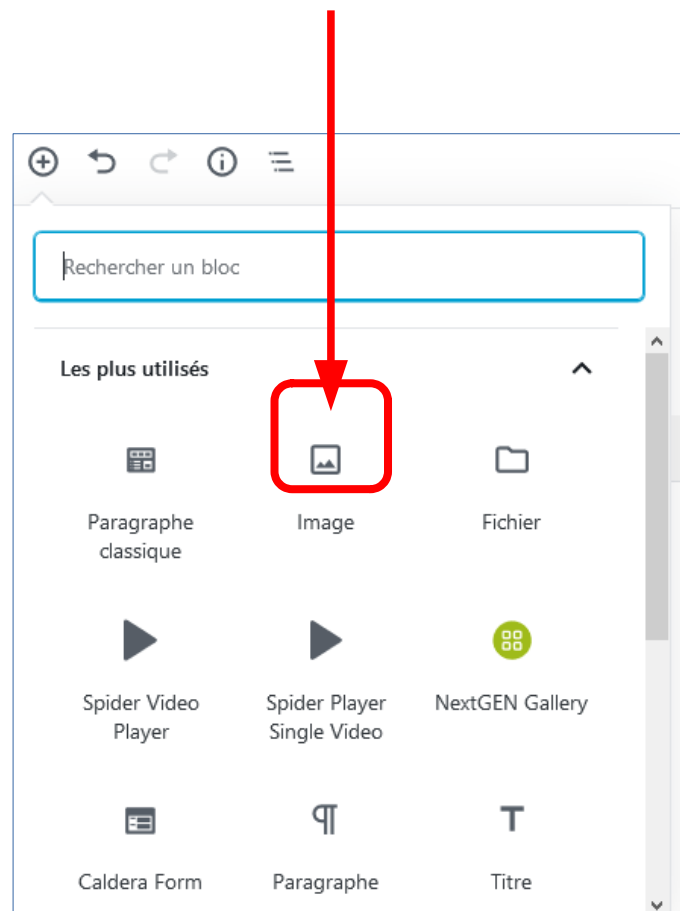 Rechercher un bloc
Les plus utilisés
Paragraphe
classique
Image
Fichier
Spider Video
Player
Spider Player
Single Video
NextGEN Gallery
Caldera Form
Paragraphe
Titre